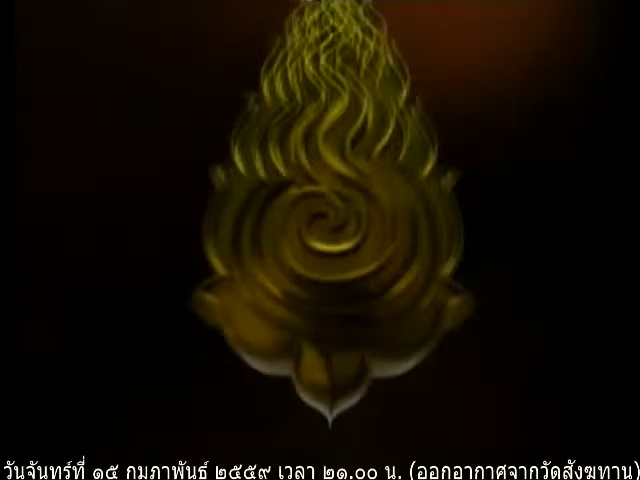 วันจันทร์ที่ ๑๕ กุมภาพันธ์ ๒๕๕๙ เวลา ๒๑.๐๐ น. (ออกอากาศจากวัดสังฆทาน)